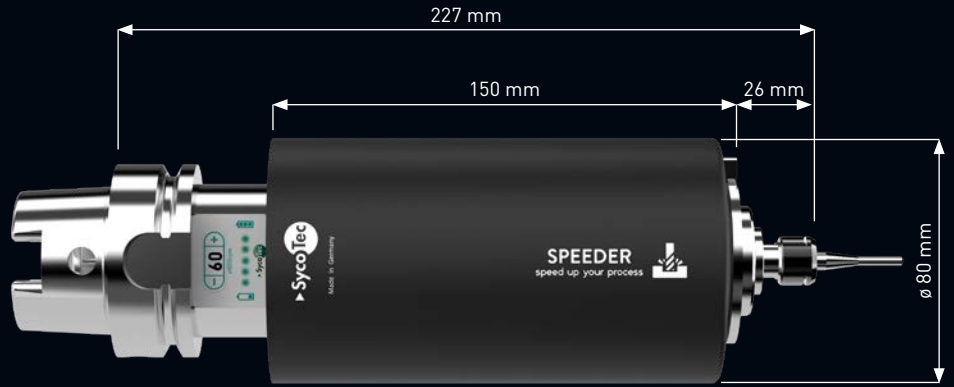 227 mm
150 mm
26 mm
ø 80 mm
− 60 +
SycoTec
Made in Germany
SPEEDER
speed up your process